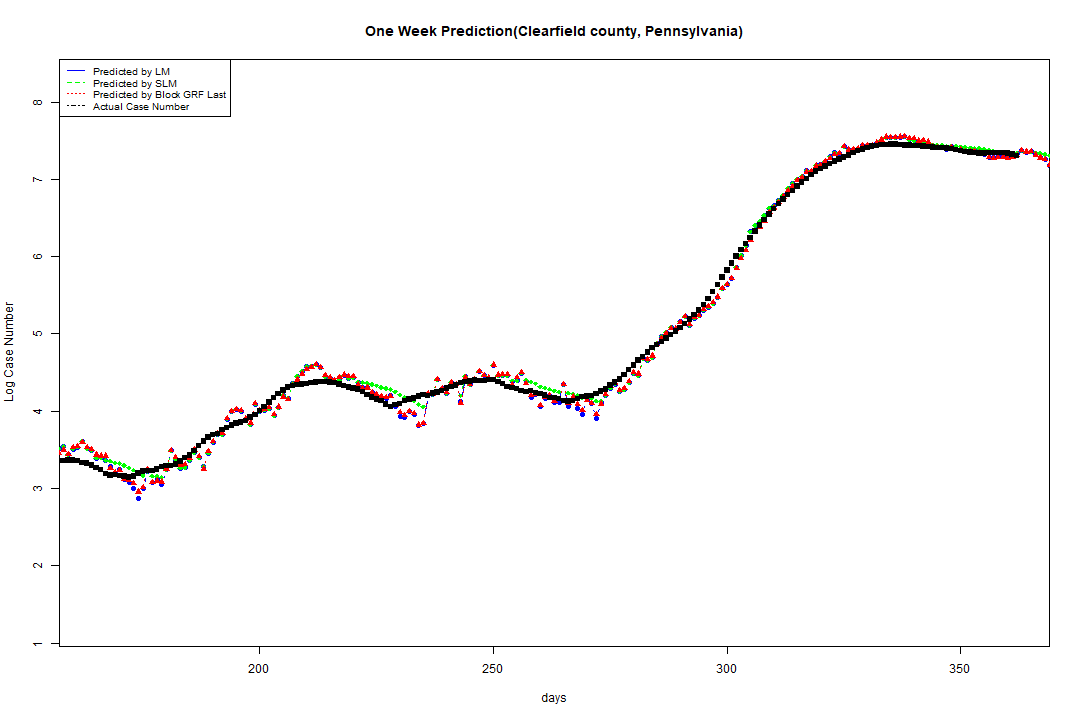 One Week Prediction(Clearfield county, Pennsylvania)
Predicted by LM
Predicted by SLM
Predicted by Block GRF Last
Actual Case Number
8
7
6
5
4
3
2
1
Log Case Number
200 250 300 350
days